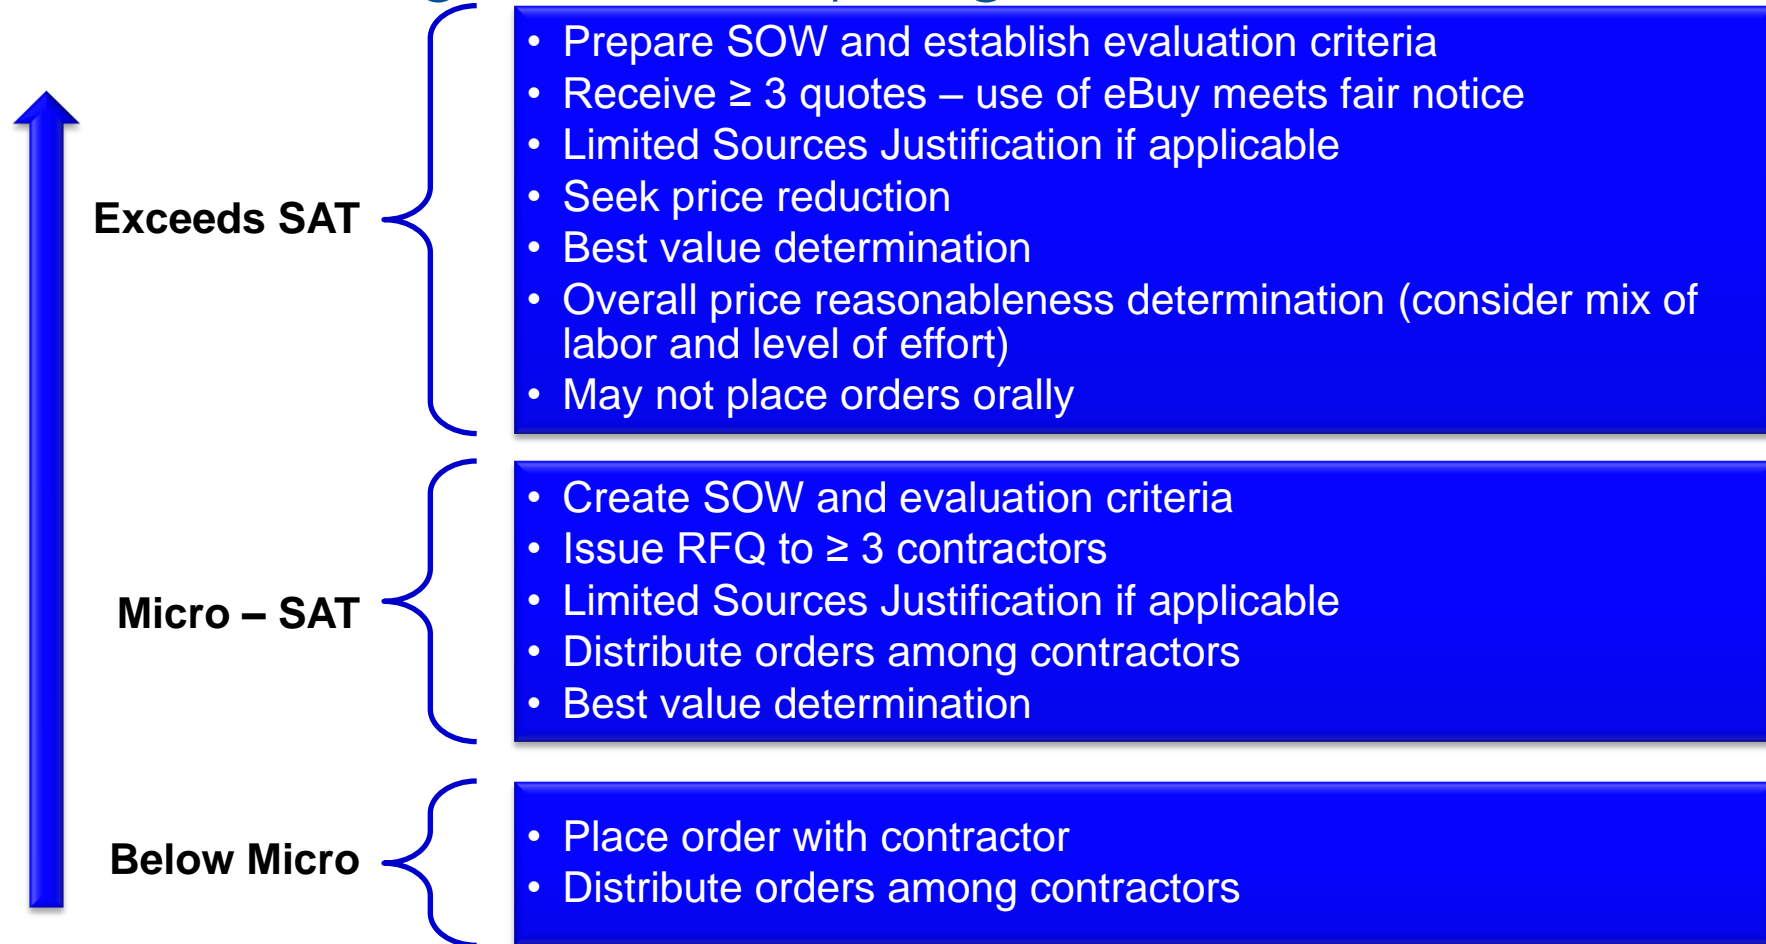 • Prepare SOW and establish evaluation criteria
• Receive ≥ 3 quotes – use of eBuy meets fair notice
• Limited Sources Justification if applicable
• Seek price reduction
• Best value determination
• Overall price reasonableness determination (consider mix of
labor and level of effort)
• May not place orders orally
Exceeds SAT
• Create SOW and evaluation criteria
• Issue RFQ to ≥ 3 contractors
• Limited Sources Justification if applicable
• Distribute orders among contractors
• Best value determination
Micro – SAT
• Place order with contractor
• Distribute orders among contractors
Below Micro